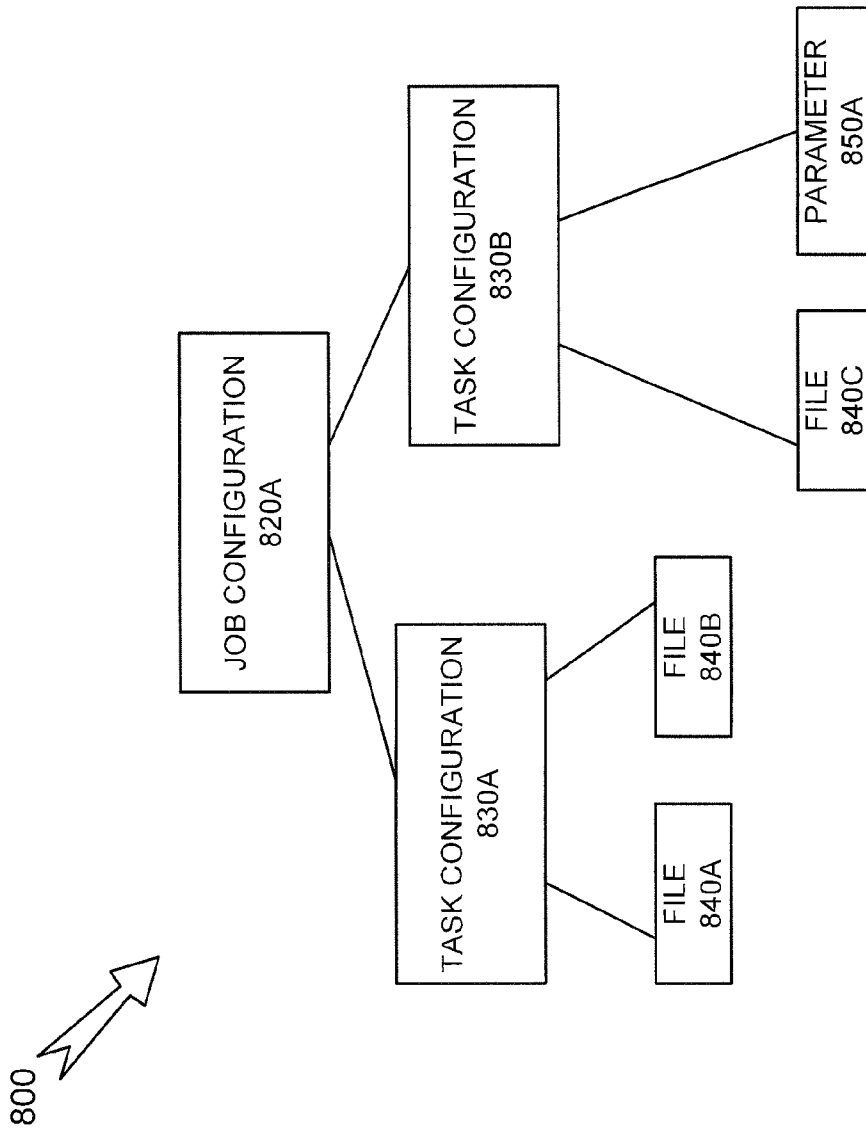 800
JOB CONFIGURATION
820A
TASK CONFIGURATION
830A
TASK CONFIGURATION
830B
FILE
840A
FILE
840B
FILE
840C
PARAMETER
850A